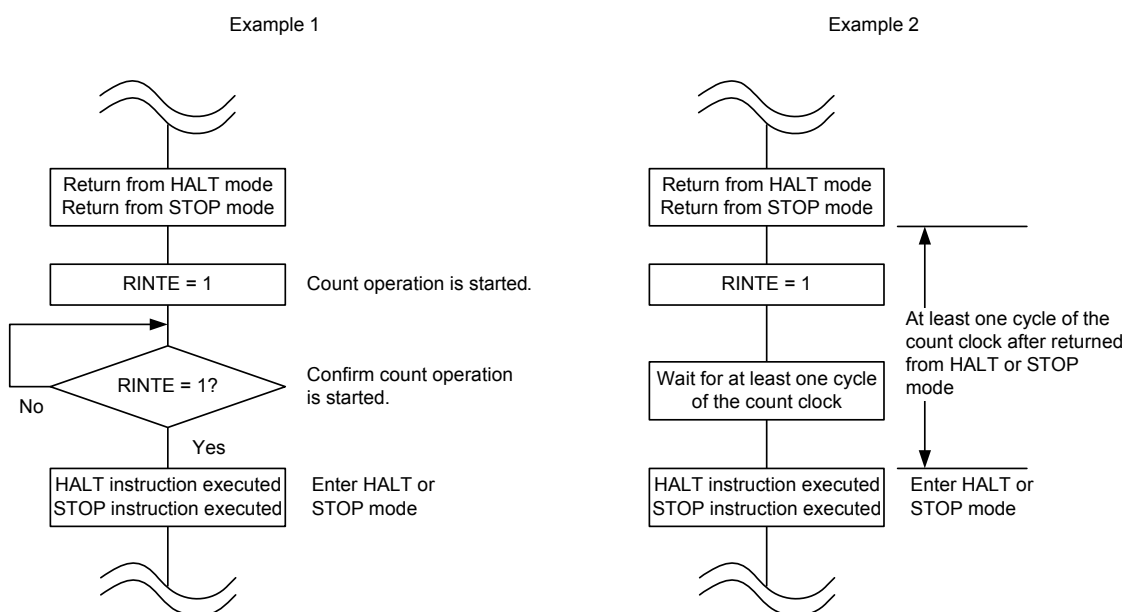 Example 1
Return from HALT mode
Return from STOP mode
RINTE = 1
Count operation is started.
RINTE = 1?
Confirm count operation
is started.
No
Yes
HALT instruction executed
STOP instruction executed
Enter HALT or
STOP mode
Example 2
Return from HALT mode
Return from STOP mode
RINTE = 1
At least one cycle of the
count clock after returned
from HALT or STOP
mode
Wait for at least one cycle
of the count clock
HALT instruction executed
STOP instruction executed
Enter HALT or
STOP mode